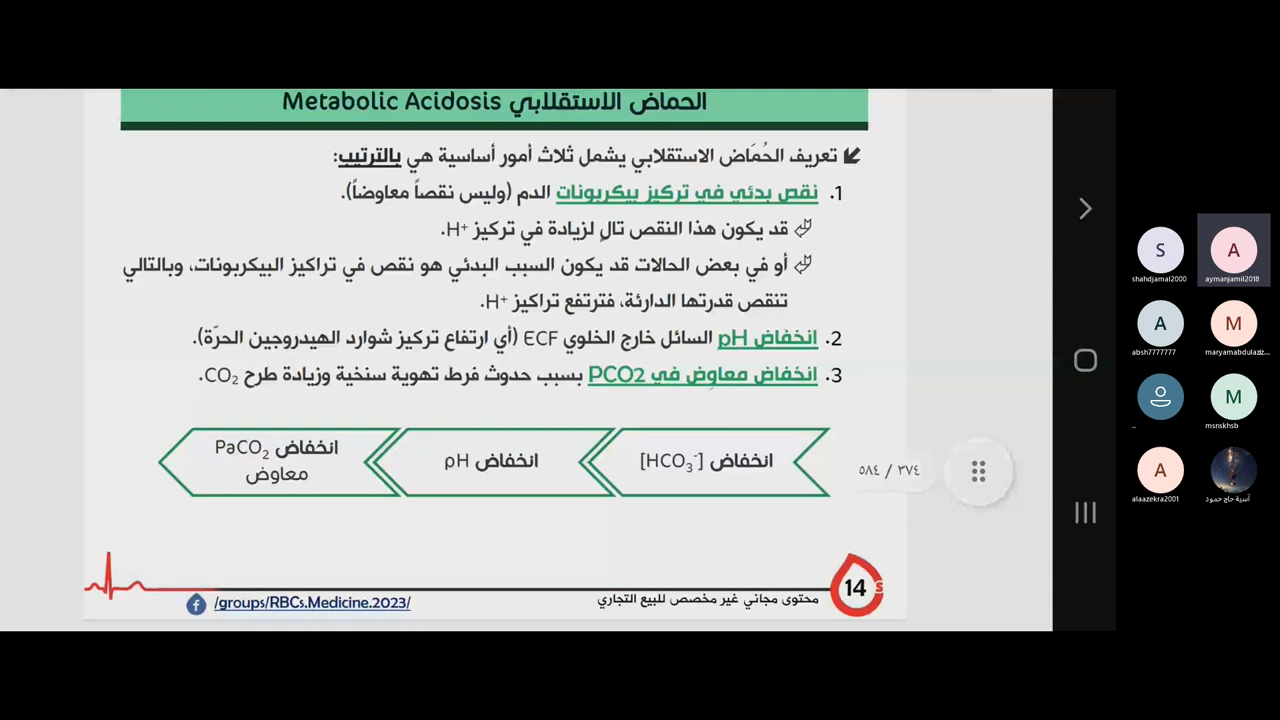 الحماض الاستقلابي Metabolic Acidosis
تعريف الحُمَاض الاستقلابي يشمل ثلاث أمور أساسية هي بالترتيب:
1. نقص بدئي في تركيز بيكربونات الدم (وليس نقصاً معاوضاً).
قد يكون هذا النقص تالٍ لزيادة في تركيز H+.
أو في بعض الحالات قد يكون السبب البدئي هو نقص في تراكيز البيكربونات، وبالتالي
تنقص قدرتها الدارئة، فترتفع تراكيز H+.
2. انخفاض pH السائل خارج الخلوي ECF (أي ارتفاع تركيز شوارد الهيدروجين الحرّة).
3. انخفاض معاوِض في PCO2 بسبب حدوث فرط تهوية سنخية وزيادة طرح CO₂.
انخفاض [HCO₃⁻]
انخفاض pH
انخفاض PaCO₂
معاوض
٣٧٤ / ٥٨٤
14
S
محتوى مجاني غير مخصص للبيع التجاري
/groups/RBCs.Medicine.2023/
S
shahdjamal2000
A
aymanjamil2018
A
absh7777777
M
maryamabdulaziz...
..
M
msnskhsb
A
alaazekra2001
آسية حاج حمود